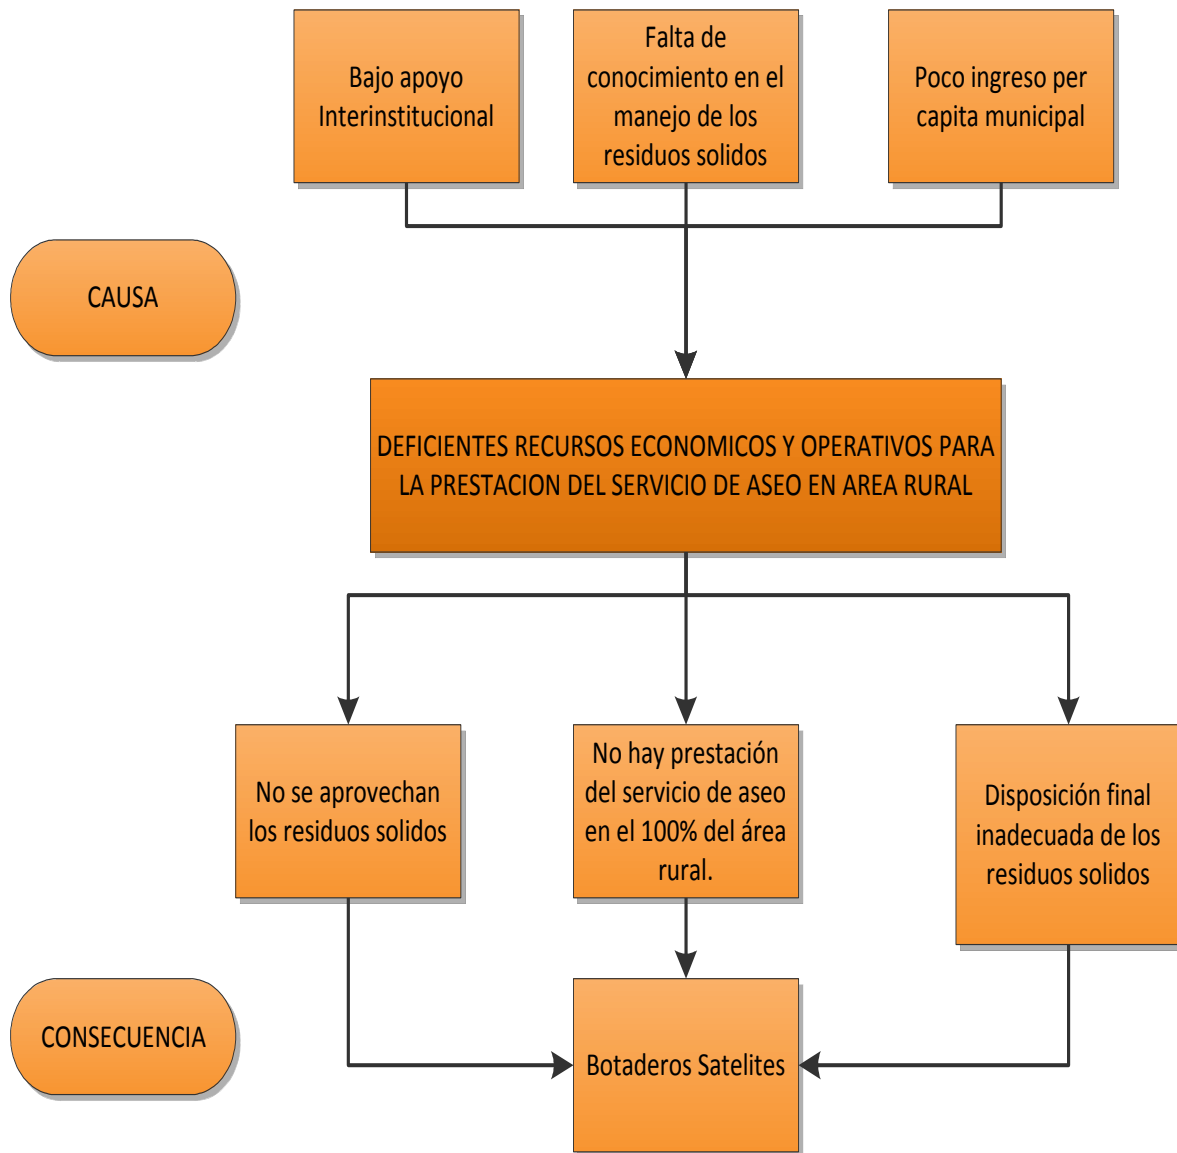 Bajo apoyo
Interinstitucional
Falta de
conocimiento en el
manejo de los
residuos solidos
Poco ingreso per
capita municipal
CAUSA
DEFICIENTES RECURSOS ECONOMICOS Y OPERATIVOS PARA
LA PRESTACION DEL SERVICIO DE ASEO EN AREA RURAL
No se aprovechan
los residuos solidos
No hay prestación
del servicio de aseo
en el 100% del área
rural.
Disposición final
inadecuada de los
residuos solidos
CONSECUENCIA
Botaderos Satelites